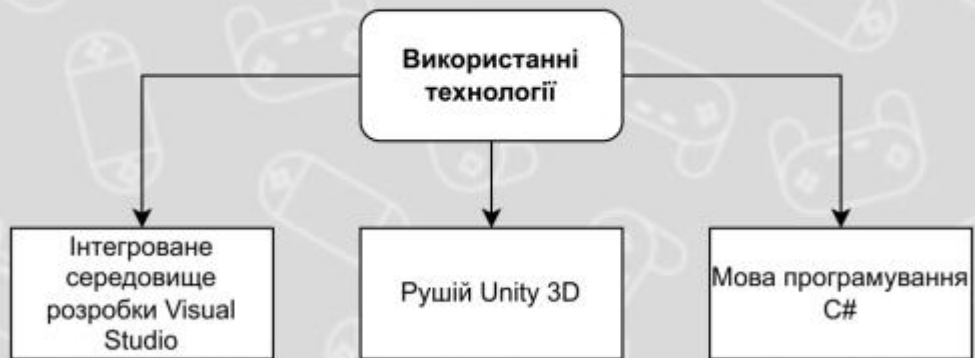 Використанні
технології
Інтегроване
середовище
розробки Visual
Studio
Рушій Unity 3D
Мова програмування
C#